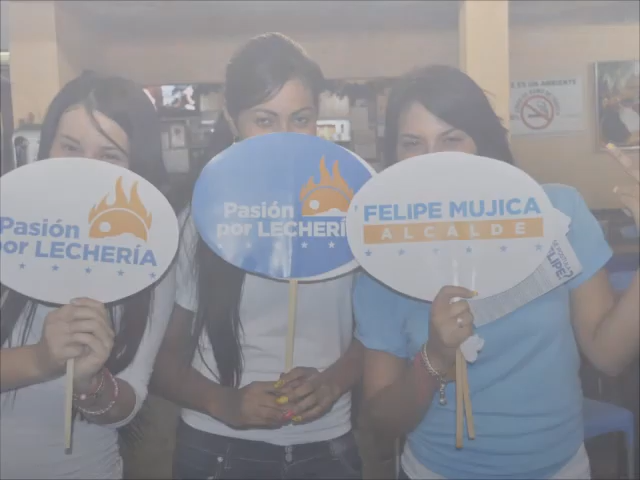 Pasión
por LECHERÍA
Pasión
por LECHERÍ
FELIPE MUJICA
ALCALDE